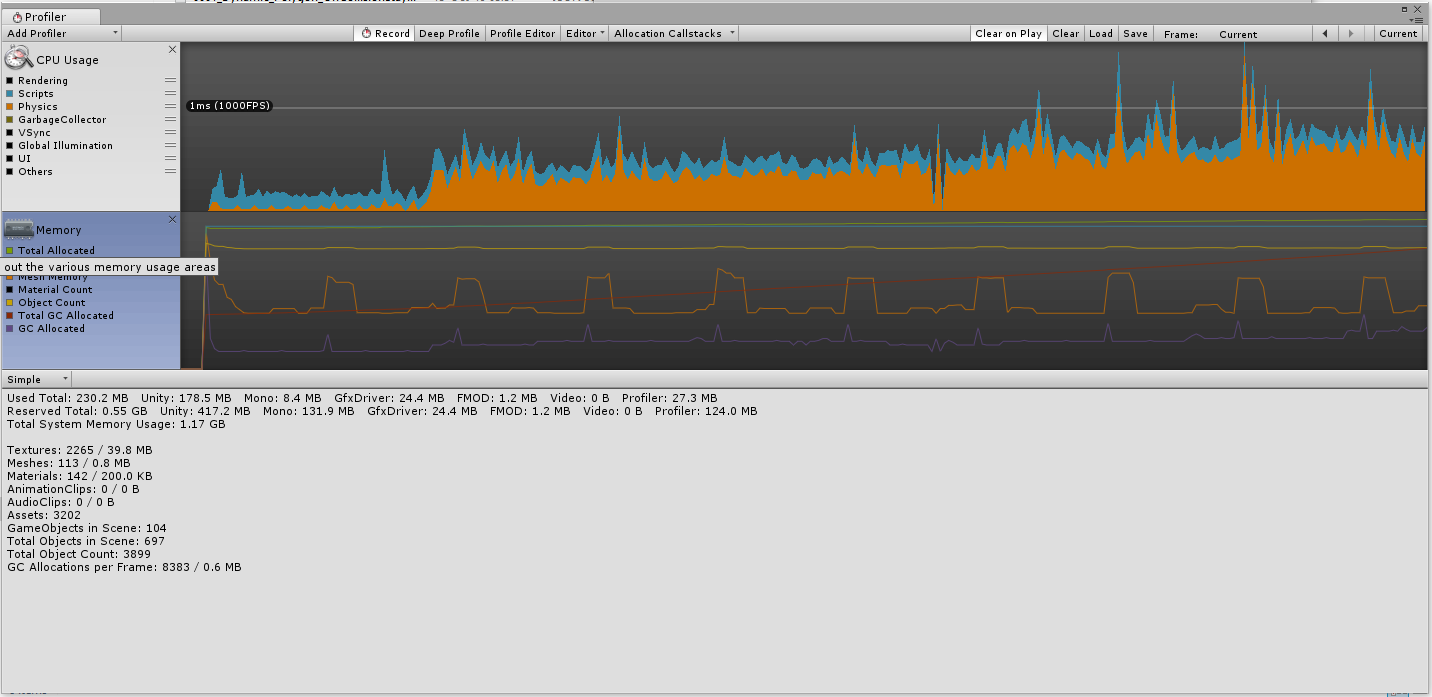 Profiler
Add Profiler Record Deep Profile Profile Editor Editor Allocation Callstacks Clear on Play Clear Load Save Frame: Current Current
CPU Usage
Rendering
Scripts
Physics
GarbageCollector
VSync
Global Illumination
UI
Others
1ms (1000FPS)
Memory
Total Allocated
out the various memory usage areas
Mesh Memory
Material Count
Object Count
Total GC Allocated
GC Allocated
Simple
Used Total: 230.2 MB Unity: 178.5 MB Mono: 8.4 MB GfxDriver: 24.4 MB FMOD: 1.2 MB Video: 0 B Profiler: 27.3 MB
Reserved Total: 0.55 GB Unity: 417.2 MB Mono: 131.9 MB GfxDriver: 24.4 MB FMOD: 1.2 MB Video: 0 B Profiler: 124.0 MB
Total System Memory Usage: 1.17 GB
Textures: 2265 / 39.8 MB
Meshes: 113 / 0.8 MB
Materials: 142 / 200.0 KB
AnimationClips: 0 / 0 B
AudioClips: 0 / 0 B
Assets: 3202
GameObjects in Scene: 104
Total Objects in Scene: 697
Total Object Count: 3899
GC Allocations per Frame: 8383 / 0.6 MB